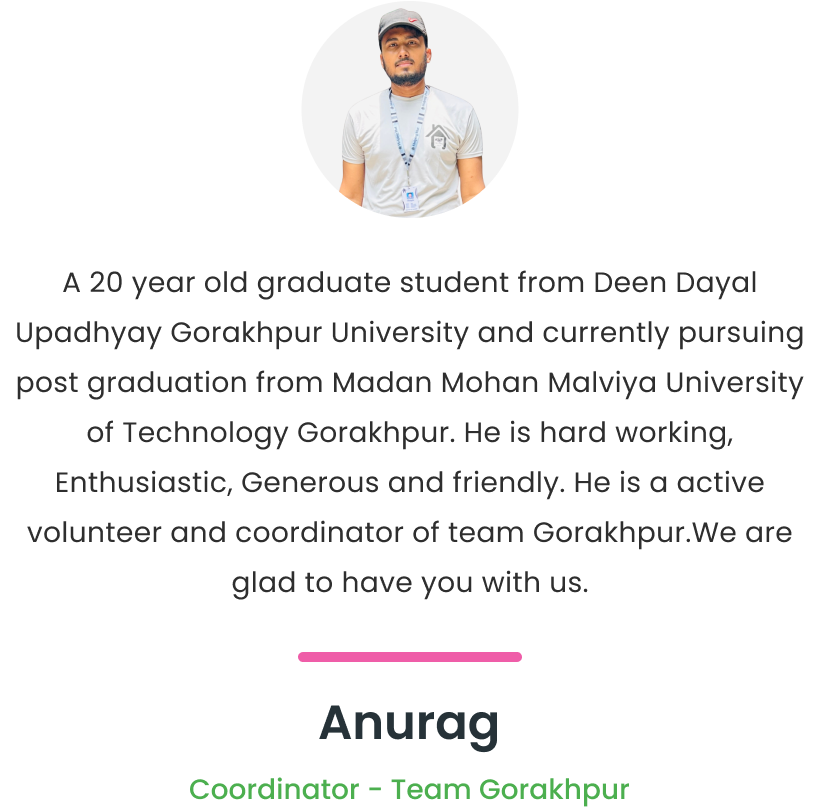 A 20 year old graduate student from Deen Dayal
Upadhyay Gorakhpur University and currently pursuing
post graduation from Madan Mohan Malviya University
of Technology Gorakhpur. He is hard working,
Enthusiastic, Generous and friendly. He is a active
volunteer and coordinator of team Gorakhpur.We are
glad to have you with us.
Anurag
Coordinator - Team Gorakhpur